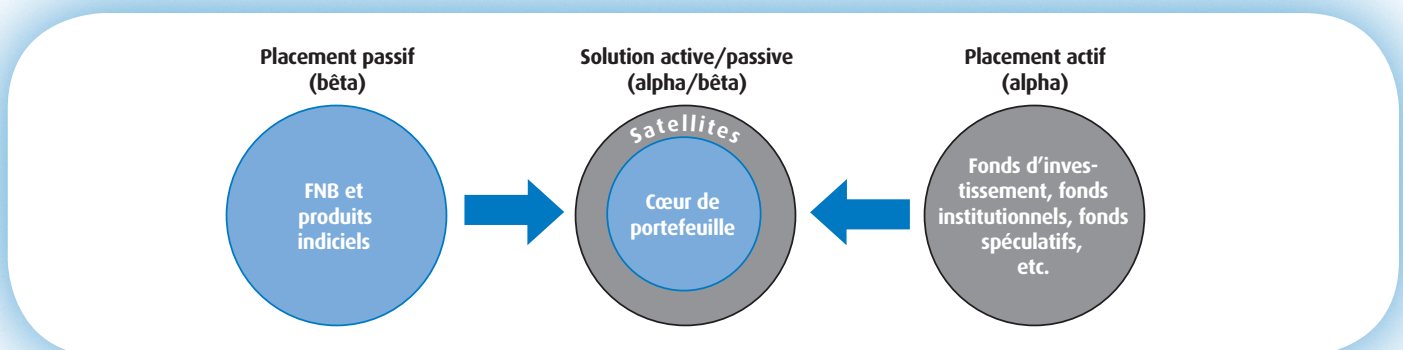 Placement passif
(bêta)
FNB et
produits
indiciels
Solution active/passive
(alpha/bêta)
Satellites
Cœur de
portefeuille
Placement actif
(alpha)
Fonds d'inves-
tissement, fonds
institutionnels, fonds
spéculatifs,
etc.